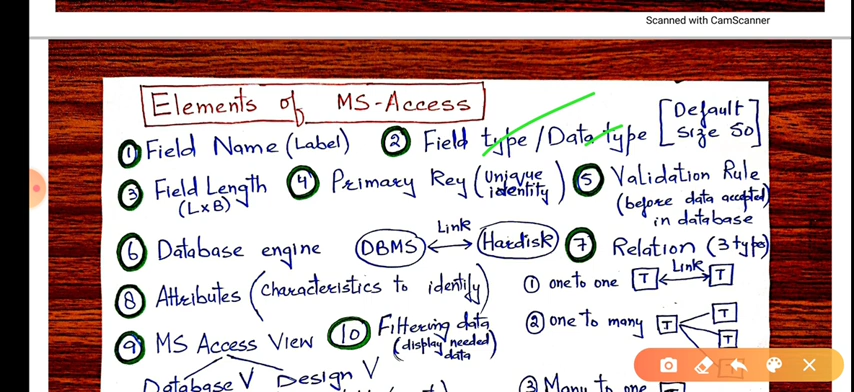 Scanned with CamScanner
Elements of MS-Access
① Field Name (Label) ② Field type/Data type [Default Size 50]
③ Field Length (LxB) ④ Primary Key (Unique identity) ⑤ Validation Rule (before data accepted in database)
⑥ Database engine DBMS Link Hardisk ⑦ Relation (3 type)
⑧ Attributes (characteristics to identify) ① one to one T Link T
⑨ MS Access View ⑩ Filtering data (display needed data) ② one to many T T T T
Database V Design V ③ Many to one